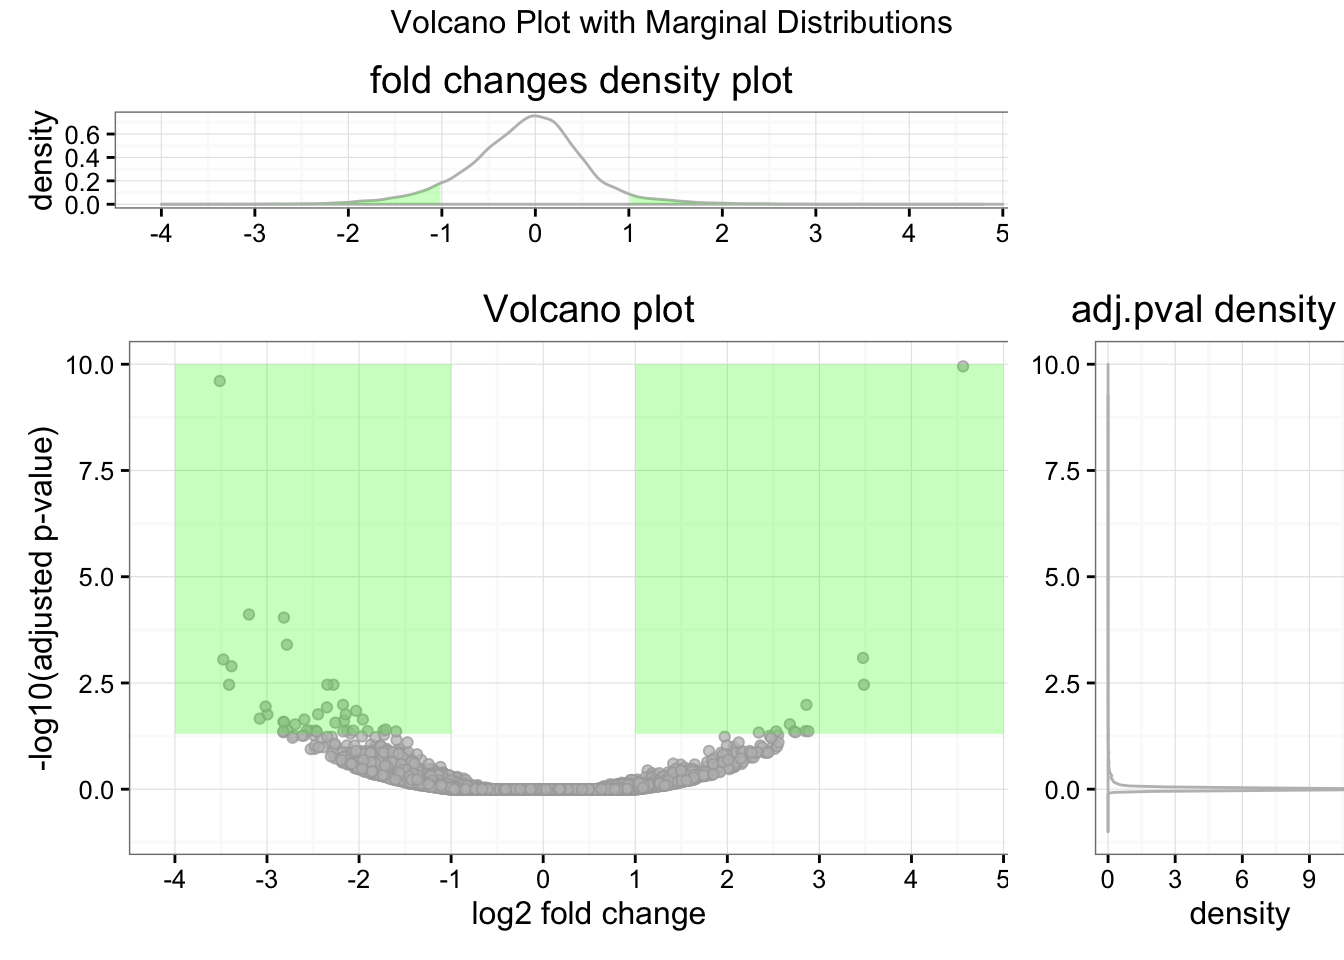 Volcano Plot with Marginal Distributions
fold changes density plot
density
0.6
0.4
0.2
0.0
-4 -3 -2 -1 0 1 2 3 4 5
Volcano plot
-log10(adjusted p-value)
10.0
7.5
5.0
2.5
0.0
-4 -3 -2 -1 0 1 2 3 4 5
log2 fold change
adj.pval density
10.0
7.5
5.0
2.5
0.0
0 3 6 9
density